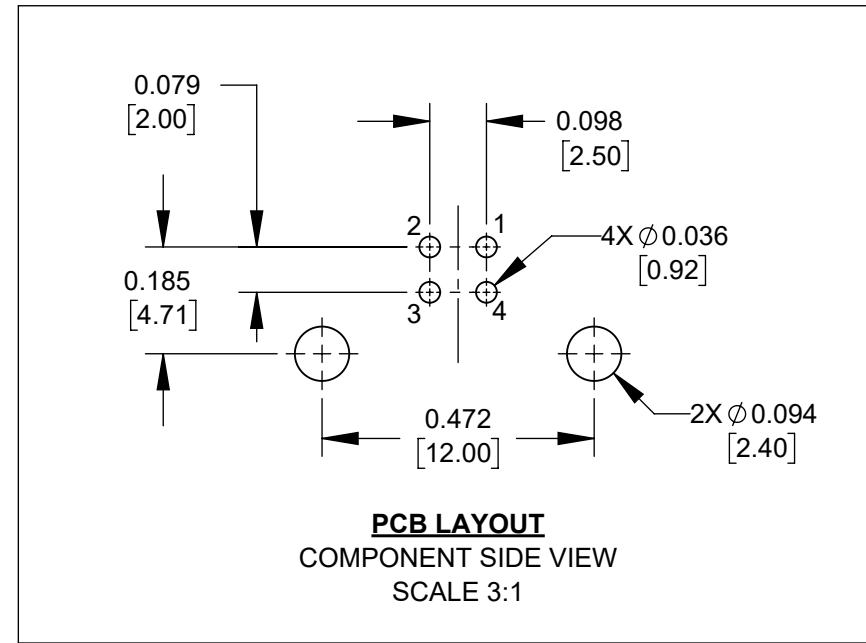 0.079
[2.00]
0.098
[2.50]
2
1
4X ∅ 0.036
[0.92]
0.185
[4.71]
3
4
0.472
[12.00]
2X ∅ 0.094
[2.40]
PCB LAYOUT
COMPONENT SIDE VIEW
SCALE 3:1